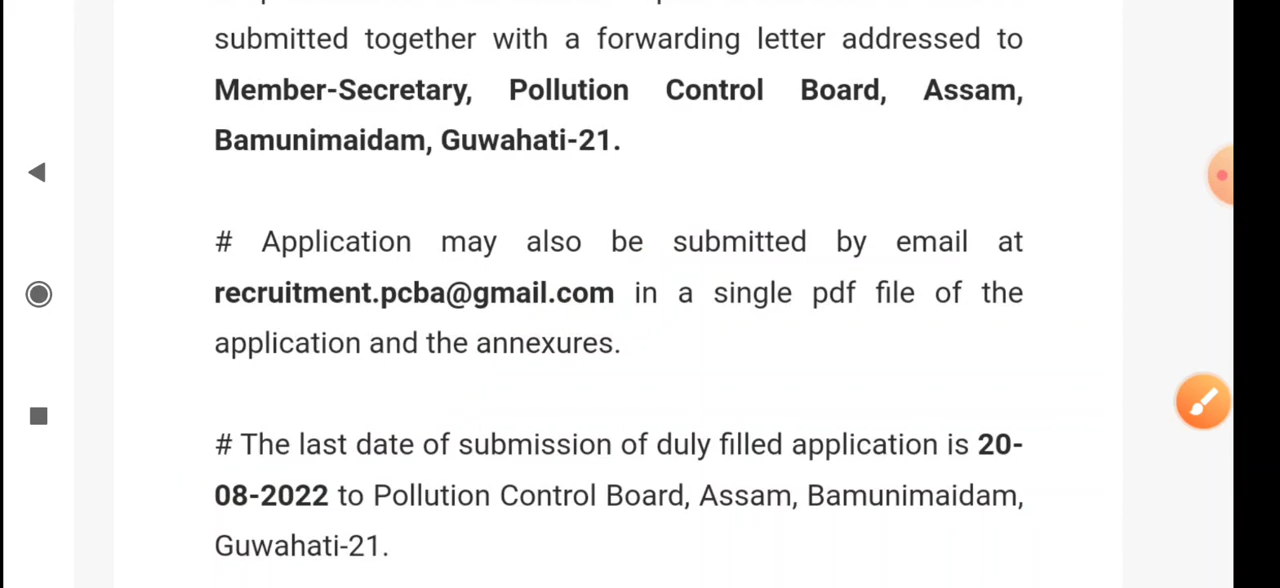 submitted together with a forwarding letter addressed to
Member-Secretary, Pollution Control Board, Assam,
Bamunimaidam, Guwahati-21.
# Application may also be submitted by email at
recruitment.pcba@gmail.com in a single pdf file of the
application and the annexures.
# The last date of submission of duly filled application is 20-
08-2022 to Pollution Control Board, Assam, Bamunimaidam,
Guwahati-21.